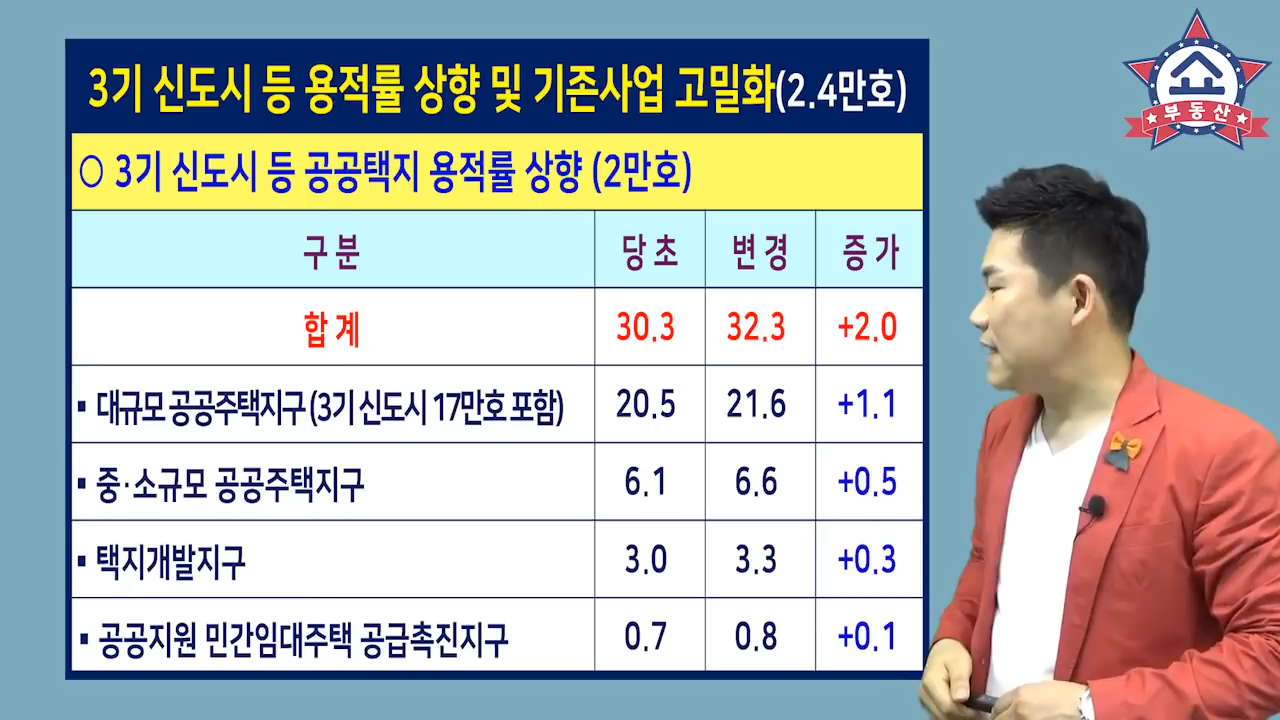 3기 신도시 등 용적률 상향 및 기존사업 고밀화(2.4만호)
○ 3기 신도시 등 공공택지 용적률 상향 (2만호)
구 분 당 초 변 경 증 가
합 계 30.3 32.3 +2.0
▪ 대규모 공공주택지구 (3기 신도시 17만호 포함) 20.5 21.6 +1.1
▪ 중·소규모 공공주택지구 6.1 6.6 +0.5
▪ 택지개발지구 3.0 3.3 +0.3
▪ 공공지원 민간임대주택 공급촉진지구 0.7 0.8 +0.1
쇼
부동산